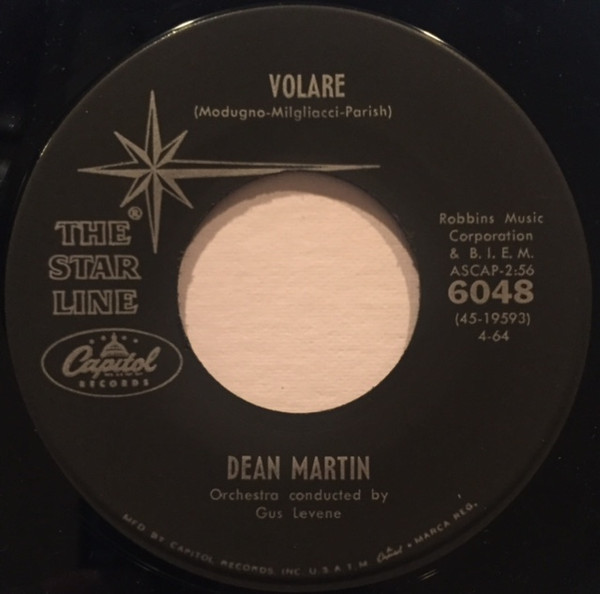 VOLARE
(Modugno-Milgliacci-Parish)
THE ®
STAR
LINE
Capitol
RECORDS
Robbins Music
Corporation
& B. I. E. M.
ASCAP-2:56
6048
(45-19593)
4-64
DEAN MARTIN
Orchestra conducted by
Gus Levene
MFD. BY CAPITOL RECORDS, INC. U.S.A. T.M. Capitol • MARCA REG.